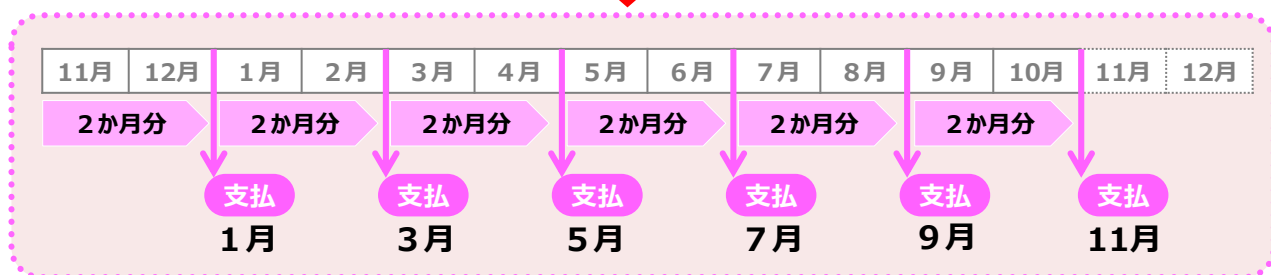 11月 12月 1月 2月 3月 4月 5月 6月 7月 8月 9月 10月 11月 12月
2か月分 2か月分 2か月分 2か月分 2か月分 2か月分
支払 支払 支払 支払 支払 支払
1月 3月 5月 7月 9月 11月